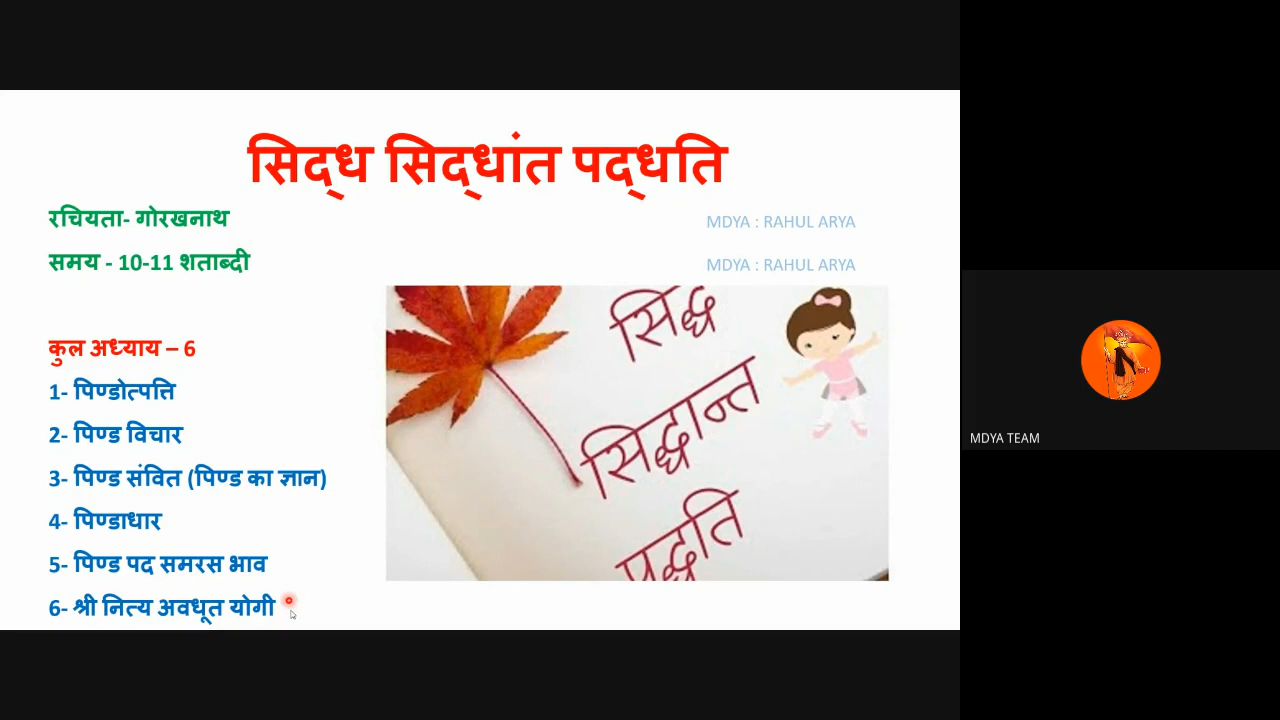 सिद्ध सिद्धांत पद्धति
रचियता- गोरखनाथ
MDYA : RAHUL ARYA
समय - 10-11 शताब्दी
MDYA : RAHUL ARYA
कुल अध्याय – 6
1- पिण्डोत्पत्ति
2- पिण्ड विचार
3- पिण्ड संवित (पिण्ड का ज्ञान)
4- पिण्डाधार
5- पिण्ड पद समरस भाव
6- श्री नित्य अवधूत योगी
सिद्ध
सिद्धान्त
पद्धति
MDYA TEAM